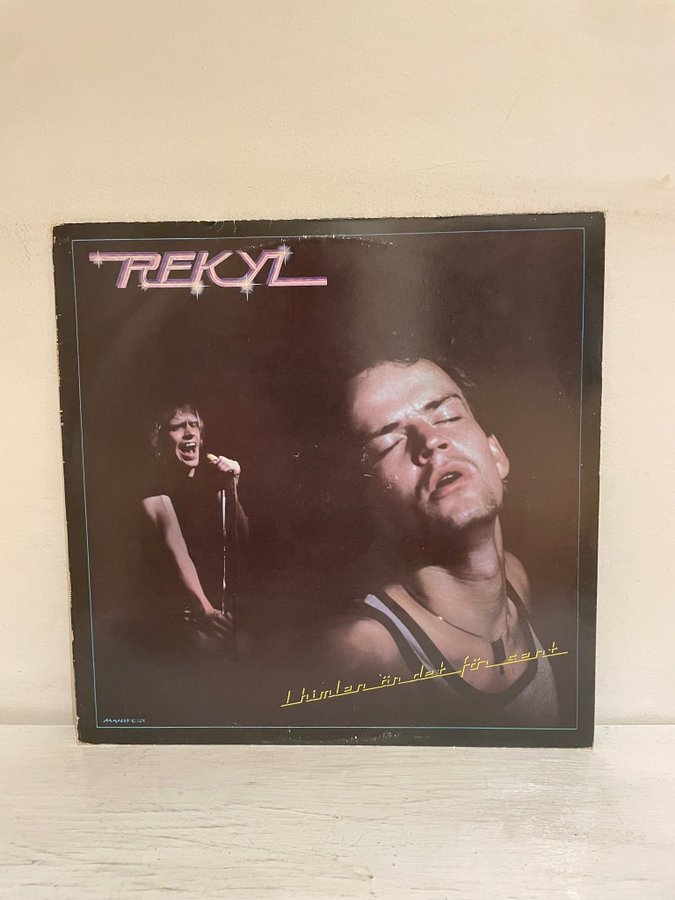 REKYL
I himlen är det för sent
MANIFEST